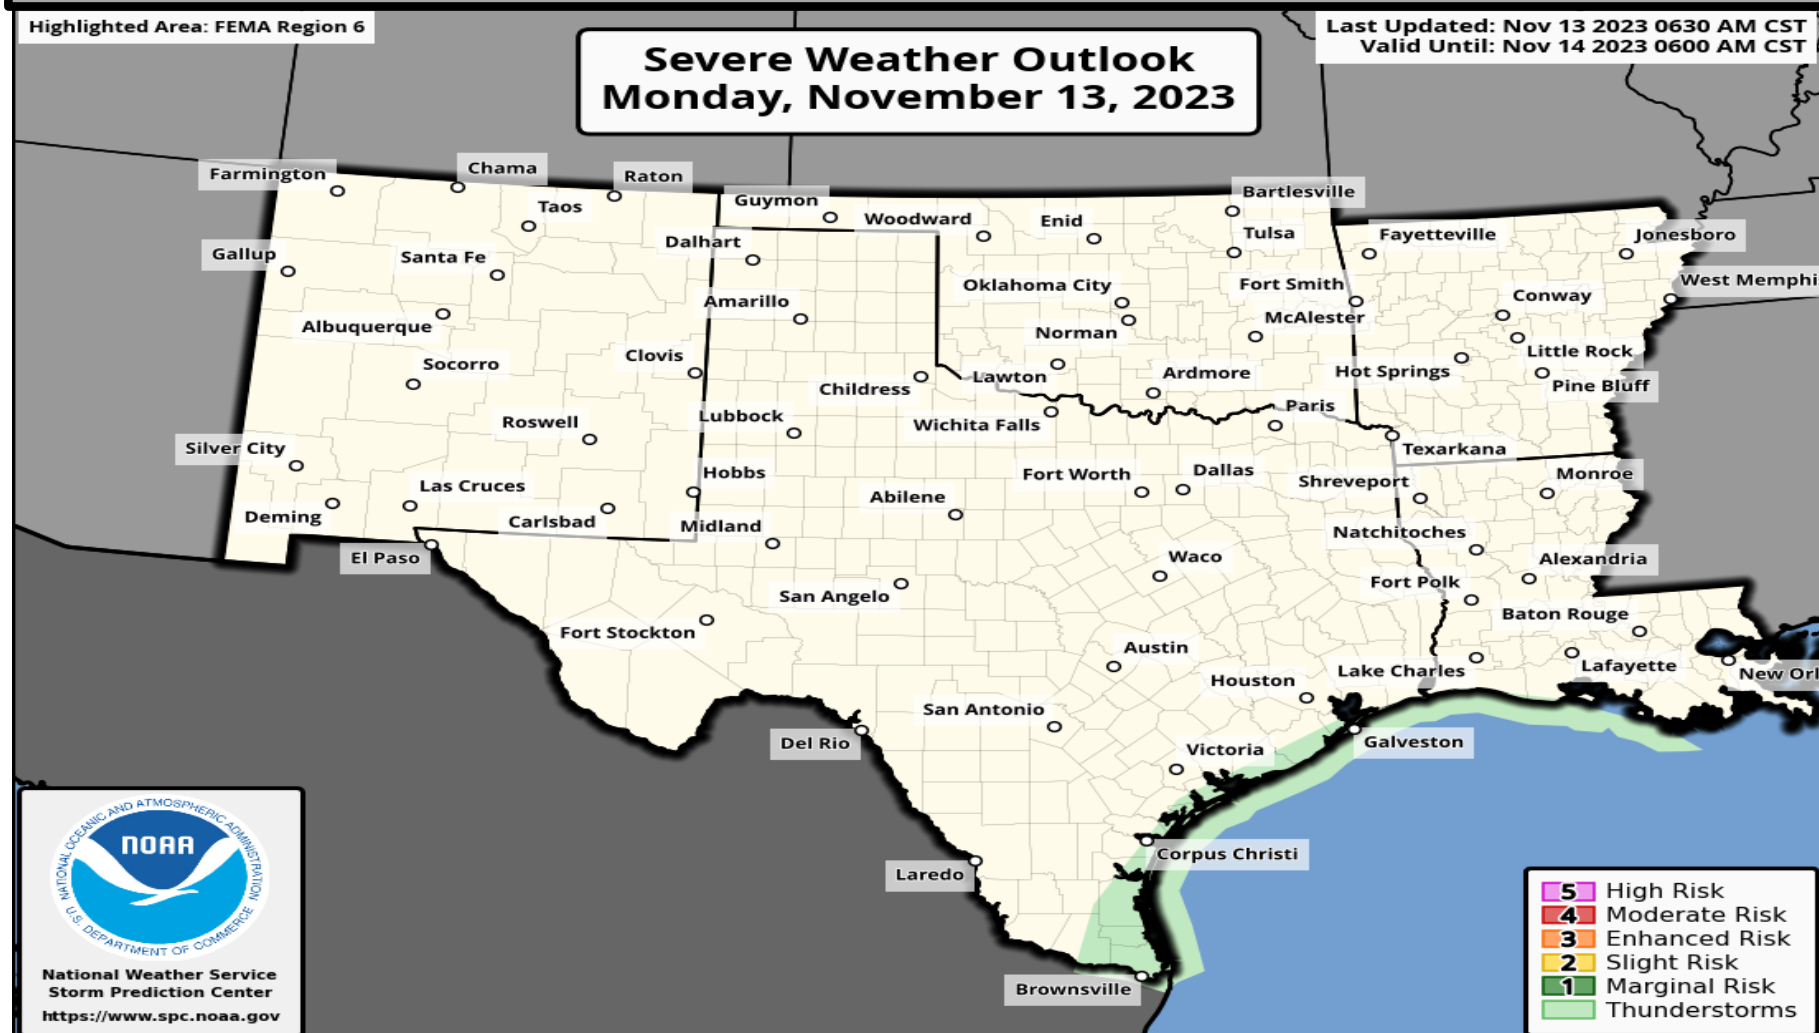 Highlighted Area: FEMA Region 6
Last Updated: Nov 13 2023 0630 AM CST
Valid Until: Nov 14 2023 0600 AM CST
Severe Weather Outlook
Monday, November 13, 2023
Farmington
Chama
Raton
Taos
Guymon
Woodward
Enid
Bartlesville
Tulsa
Fayetteville
Jonesboro
Gallup
Santa Fe
Dalhart
Oklahoma City
Fort Smith
Conway
West Memphi
Albuquerque
Amarillo
Norman
McAlester
Little Rock
Socorro
Clovis
Childress
Lawton
Ardmore
Hot Springs
Pine Bluff
Roswell
Lubbock
Wichita Falls
Paris
Texarkana
Silver City
Las Cruces
Hobbs
Abilene
Fort Worth
Dallas
Shreveport
Monroe
Deming
Carlsbad
Midland
Natchitoches
Alexandria
El Paso
San Angelo
Waco
Fort Polk
Baton Rouge
Fort Stockton
Austin
Houston
Lake Charles
Lafayette
New Orl
San Antonio
Del Rio
Victoria
Galveston
Laredo
Corpus Christi
Brownsville
NATIONAL OCEANIC AND ATMOSPHERIC ADMINISTRATION
NOAA
U.S. DEPARTMENT OF COMMERCE
National Weather Service
Storm Prediction Center
https://www.spc.noaa.gov
5 High Risk
4 Moderate Risk
3 Enhanced Risk
2 Slight Risk
1 Marginal Risk
Thunderstorms